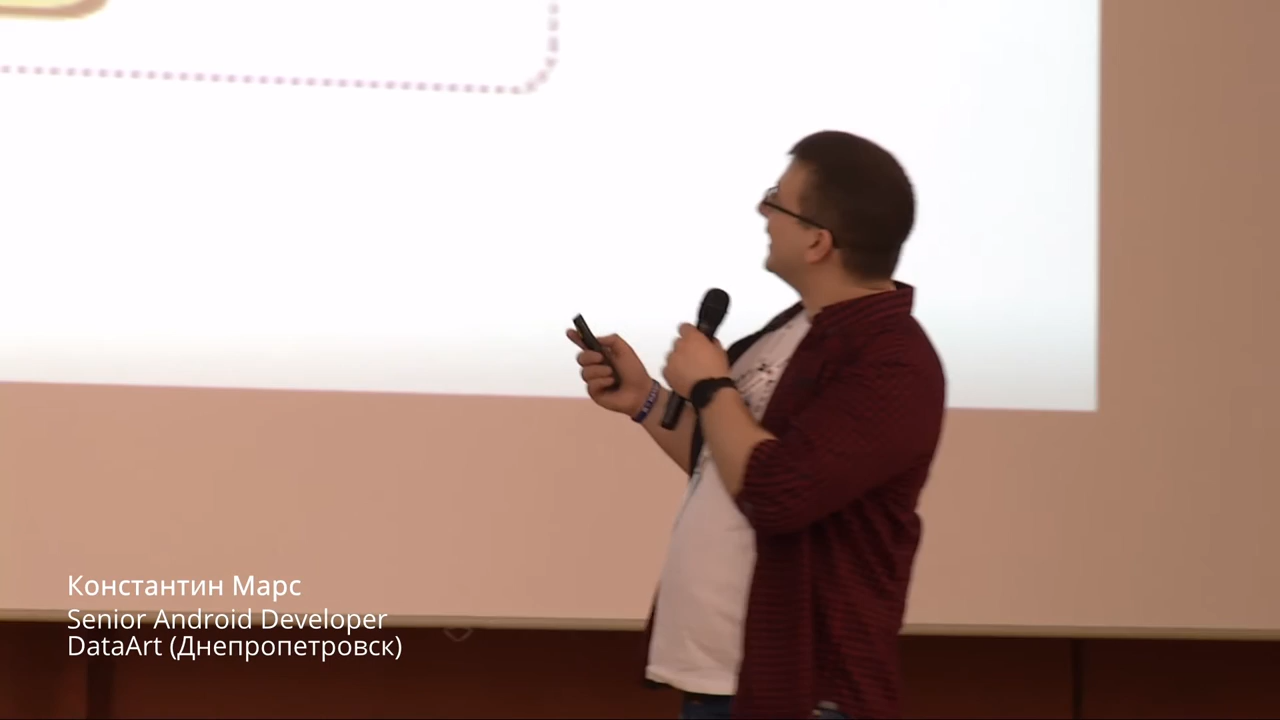 Константин Марс
Senior Android Developer
DataArt (Днепропетровск)